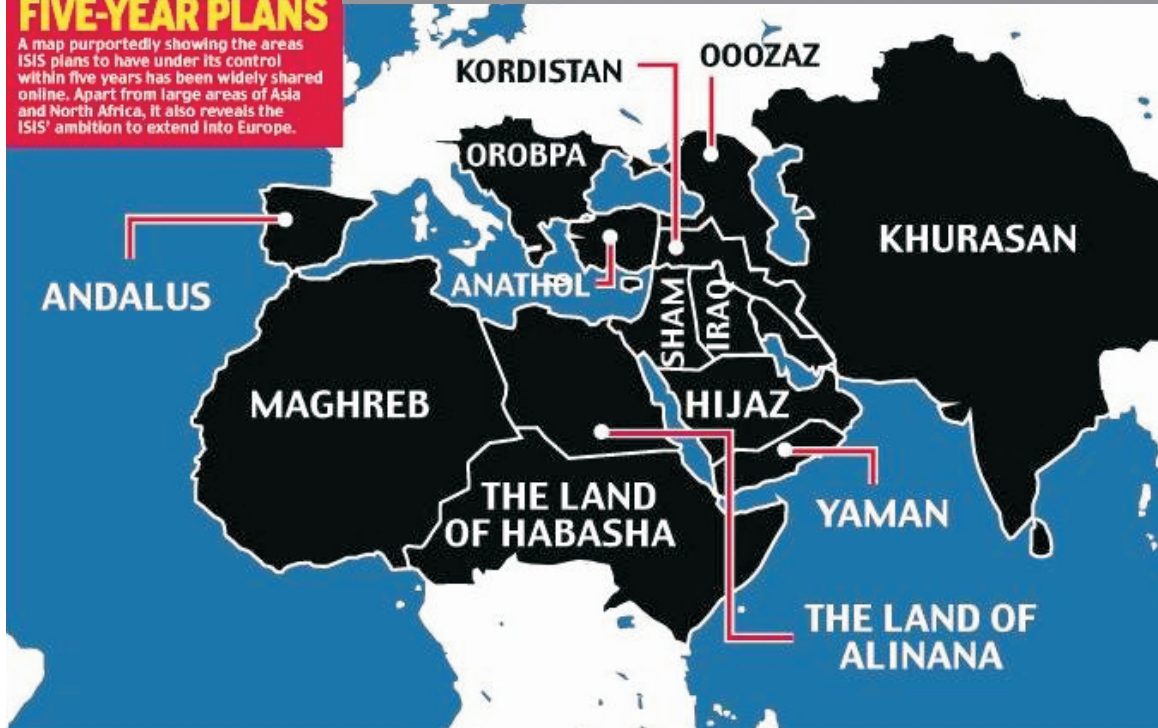 FIVE-YEAR PLANS
A map purportedly showing the areas
ISIS plans to have under its control
within five years has been widely shared
online. Apart from large areas of Asia
and North Africa, it also reveals the
ISIS' ambition to extend into Europe.
OOOZAZ
KORDISTAN
OROBPA
KHURASAN
ANDALUS
ANATHOL
SHAM
IRAQ
MAGHREB
HIJAZ
THE LAND
OF HABASHA
YAMAN
THE LAND OF
ALINANA